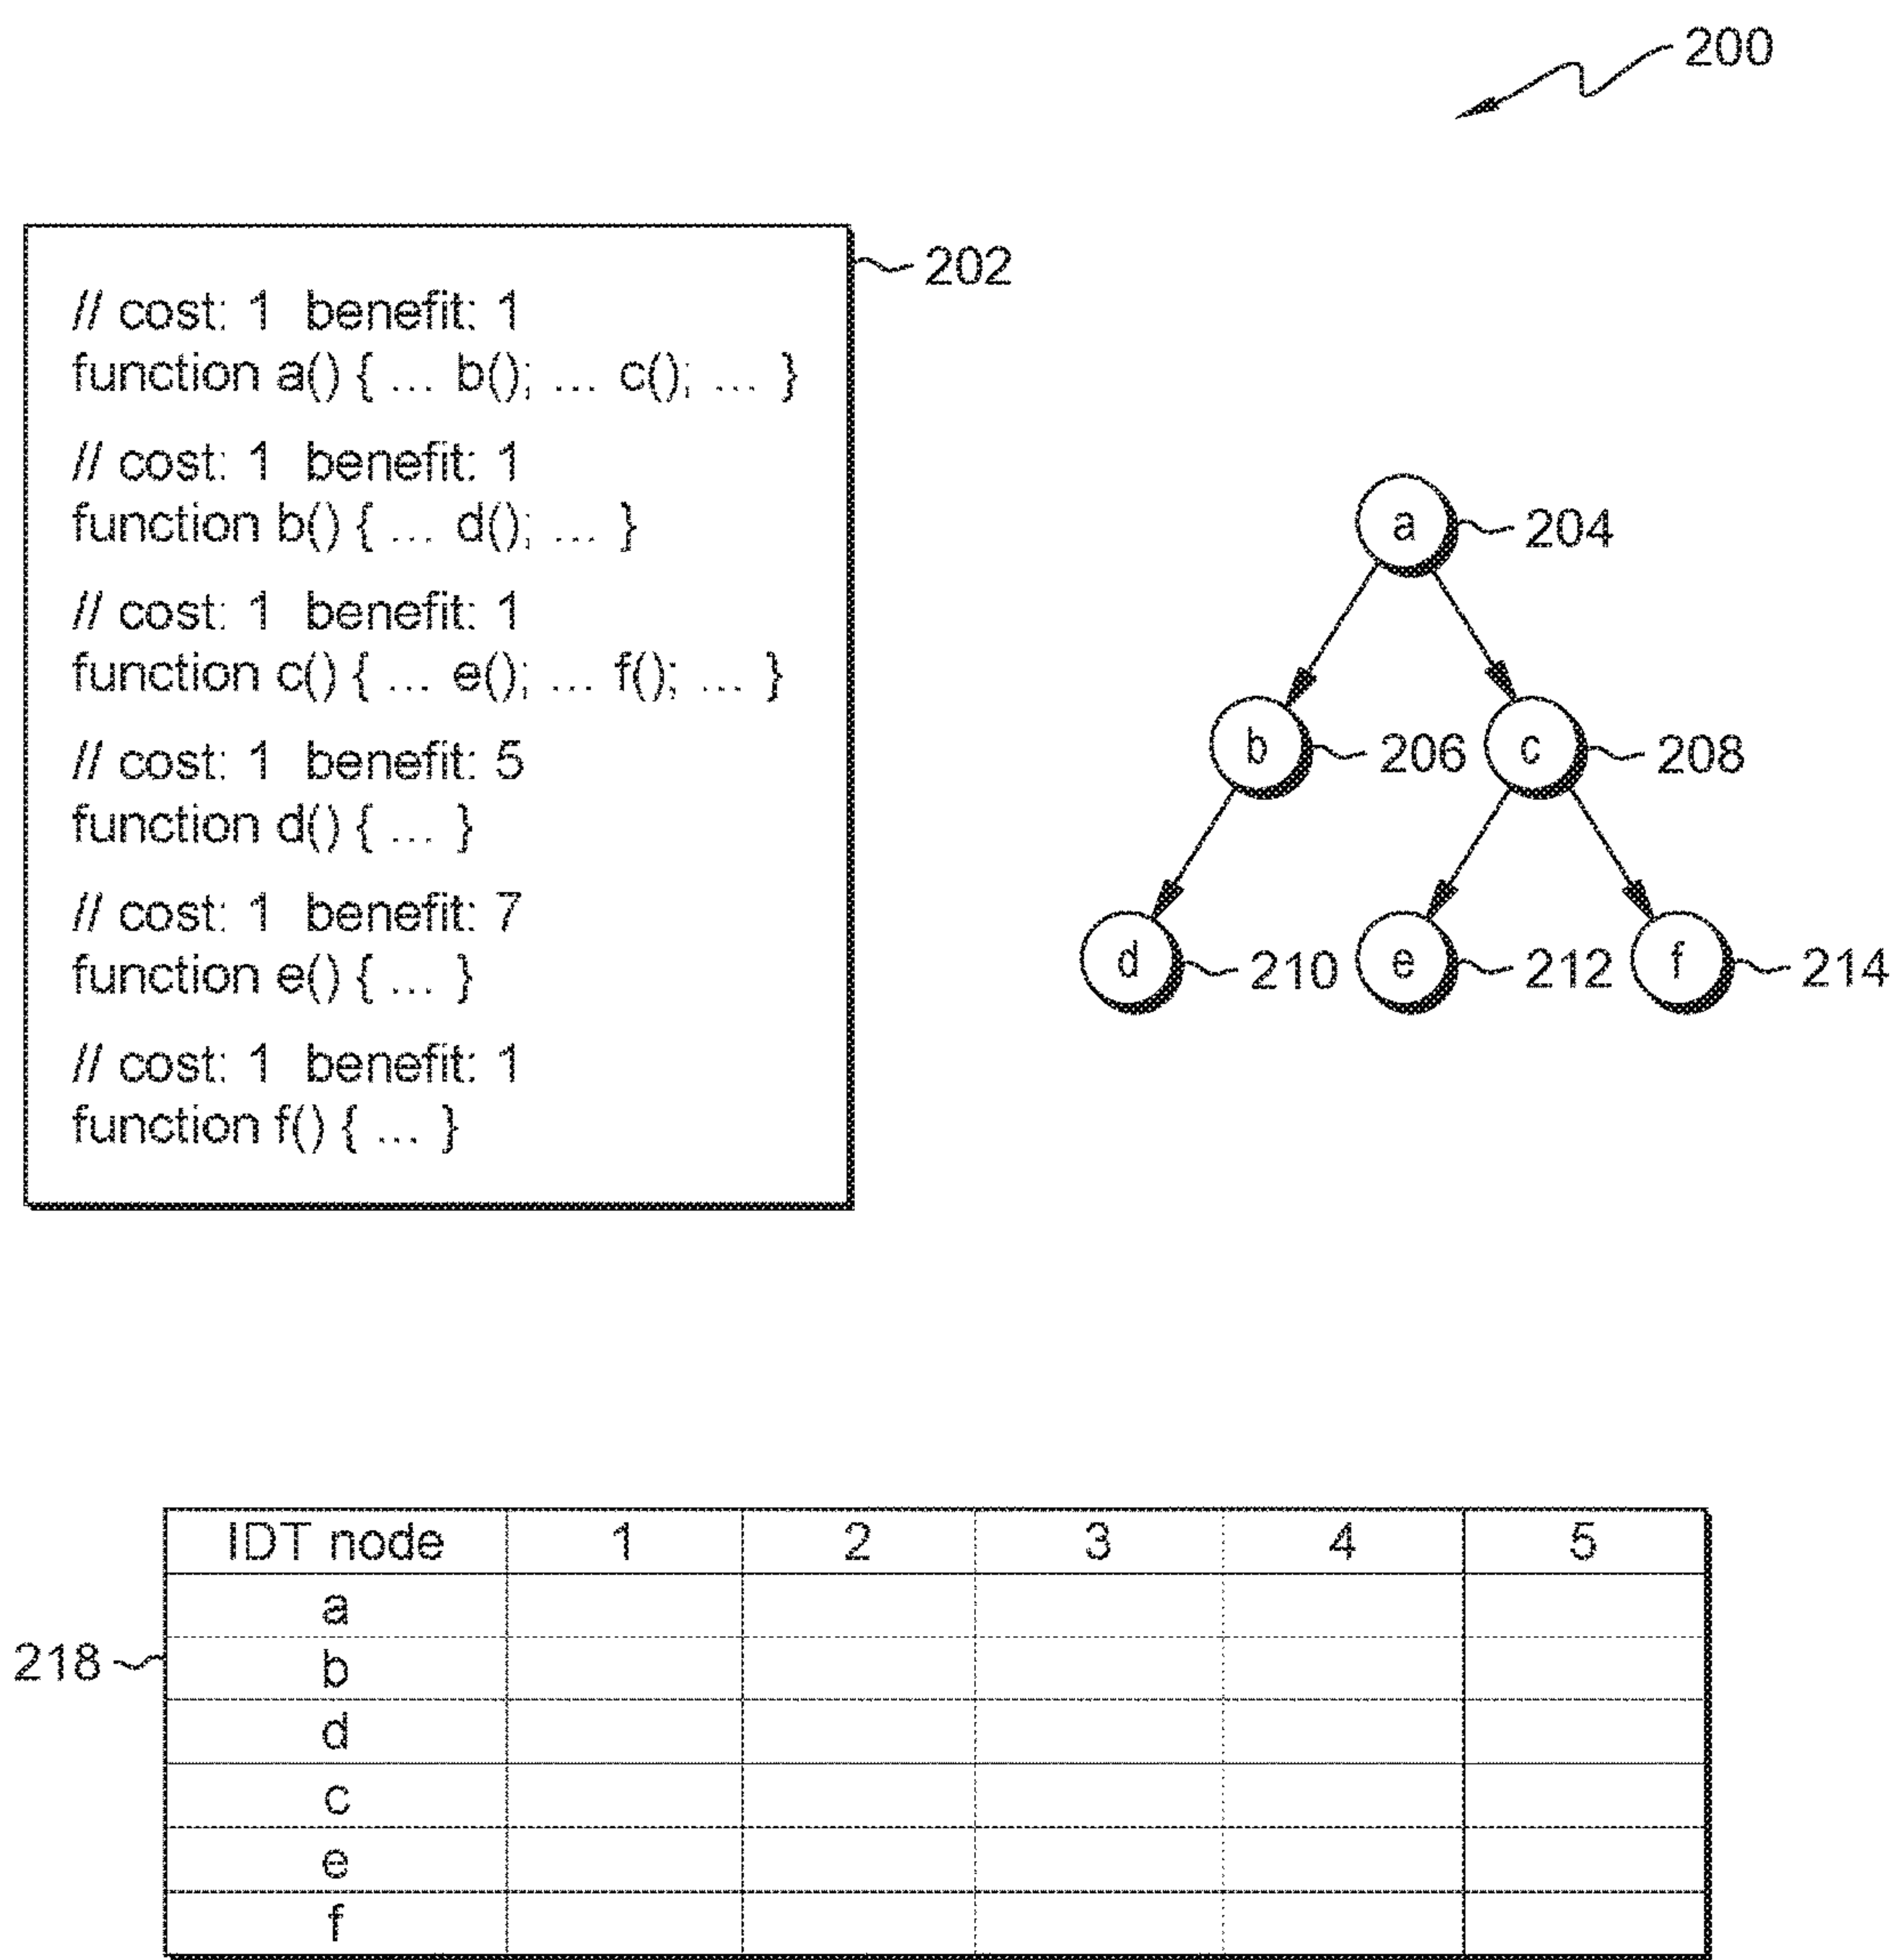 200
202
// cost: 1 benefit: 1
function a() { ... b(); ... c(); ... }
// cost: 1 benefit: 1
function b() { ... d(); ... }
// cost: 1 benefit: 1
function c() { ... e(); ... f(); ... }
// cost: 1 benefit: 5
function d() { ... }
// cost: 1 benefit: 7
function e() { ... }
// cost: 1 benefit: 1
function f() { ... }
a 204
b 206 c 208
d 210 e 212 f 214
218
IDT node 1 2 3 4 5
a
b
d
c
e
f